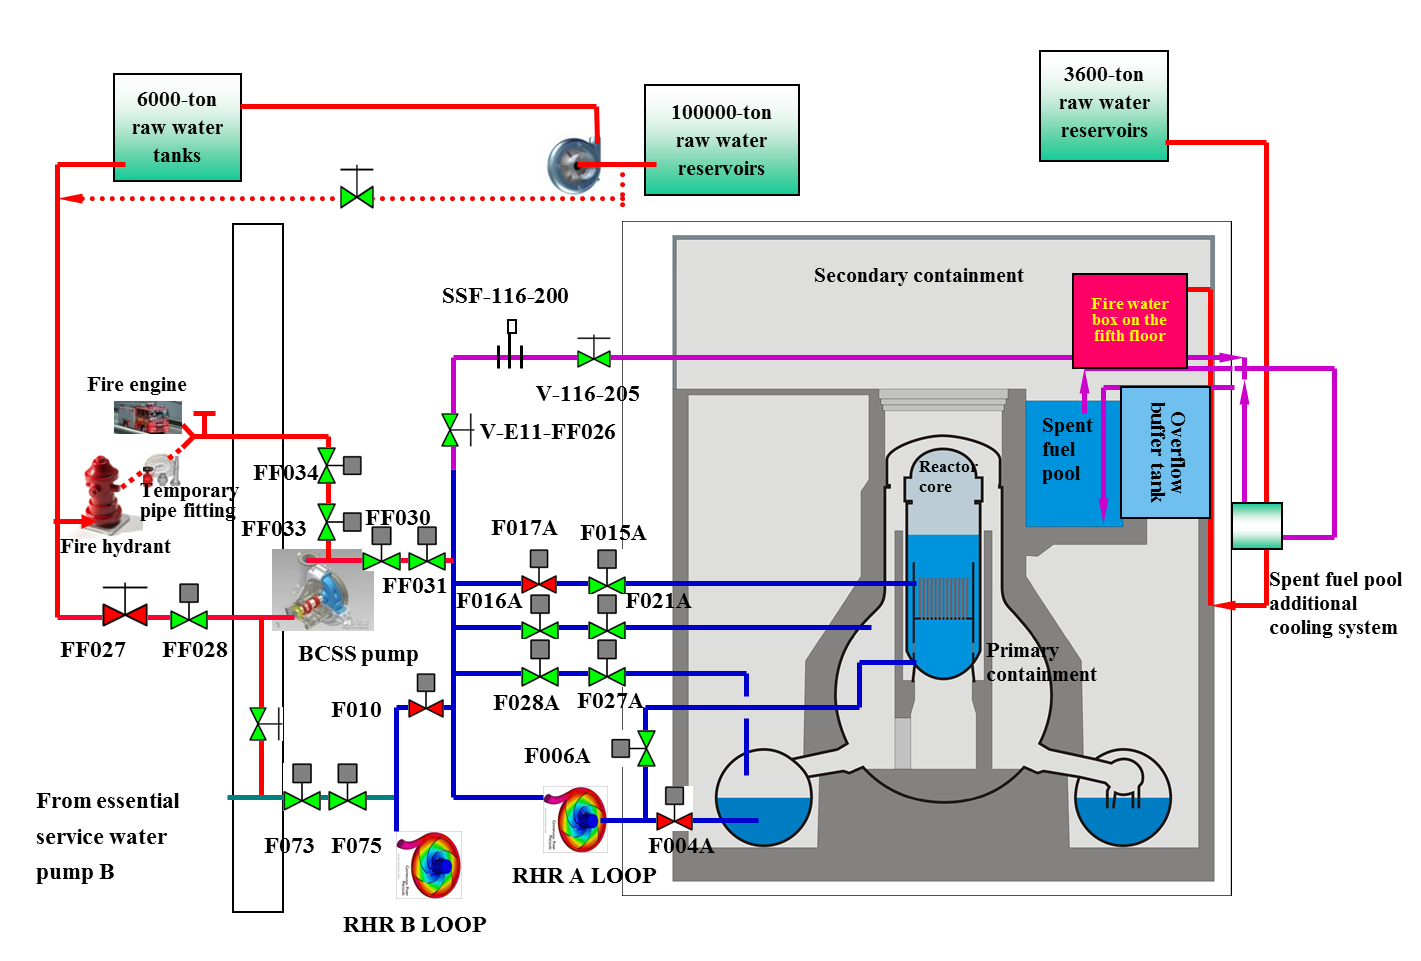 6000-ton
raw water
tanks
100000-ton
raw water
reservoirs
3600-ton
raw water
reservoirs
Secondary containment
Fire water
box on the
fifth floor
SSF-116-200
V-116-205
V-E11-FF026
Fire engine
FF034
Temporary
pipe fitting
FF033
Fire hydrant
FF030
FF031
F017A
F015A
F016A
F021A
Reactor
core
Spent
fuel
pool
Overflow
buffer tank
Spent fuel pool
additional
cooling system
FF027
FF028
BCSS pump
Primary
containment
F010
F028A
F027A
F006A
F004A
From essential
service water
pump B
F073
F075
RHR A LOOP
RHR B LOOP